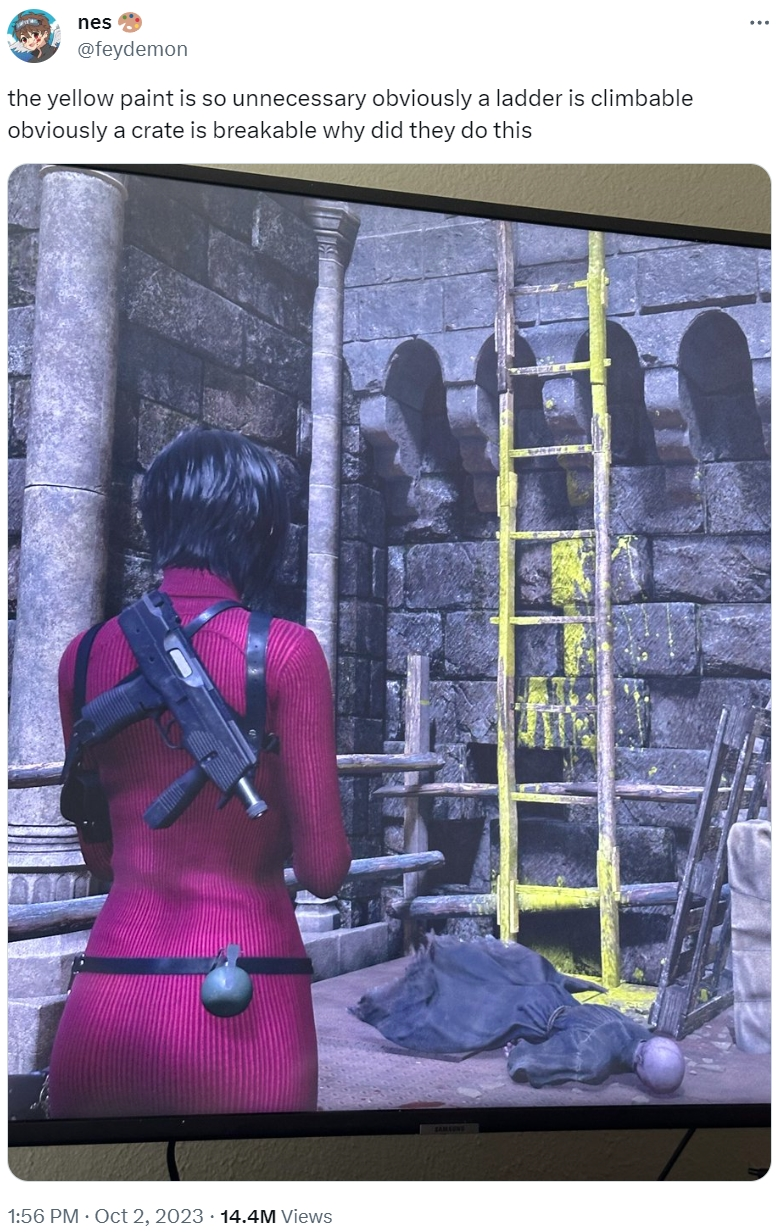 nes 🎨
@feydemon
the yellow paint is so unnecessary obviously a ladder is climbable
obviously a crate is breakable why did they do this
SAMSUNG
1:56 PM · Oct 2, 2023 · 14.4M Views